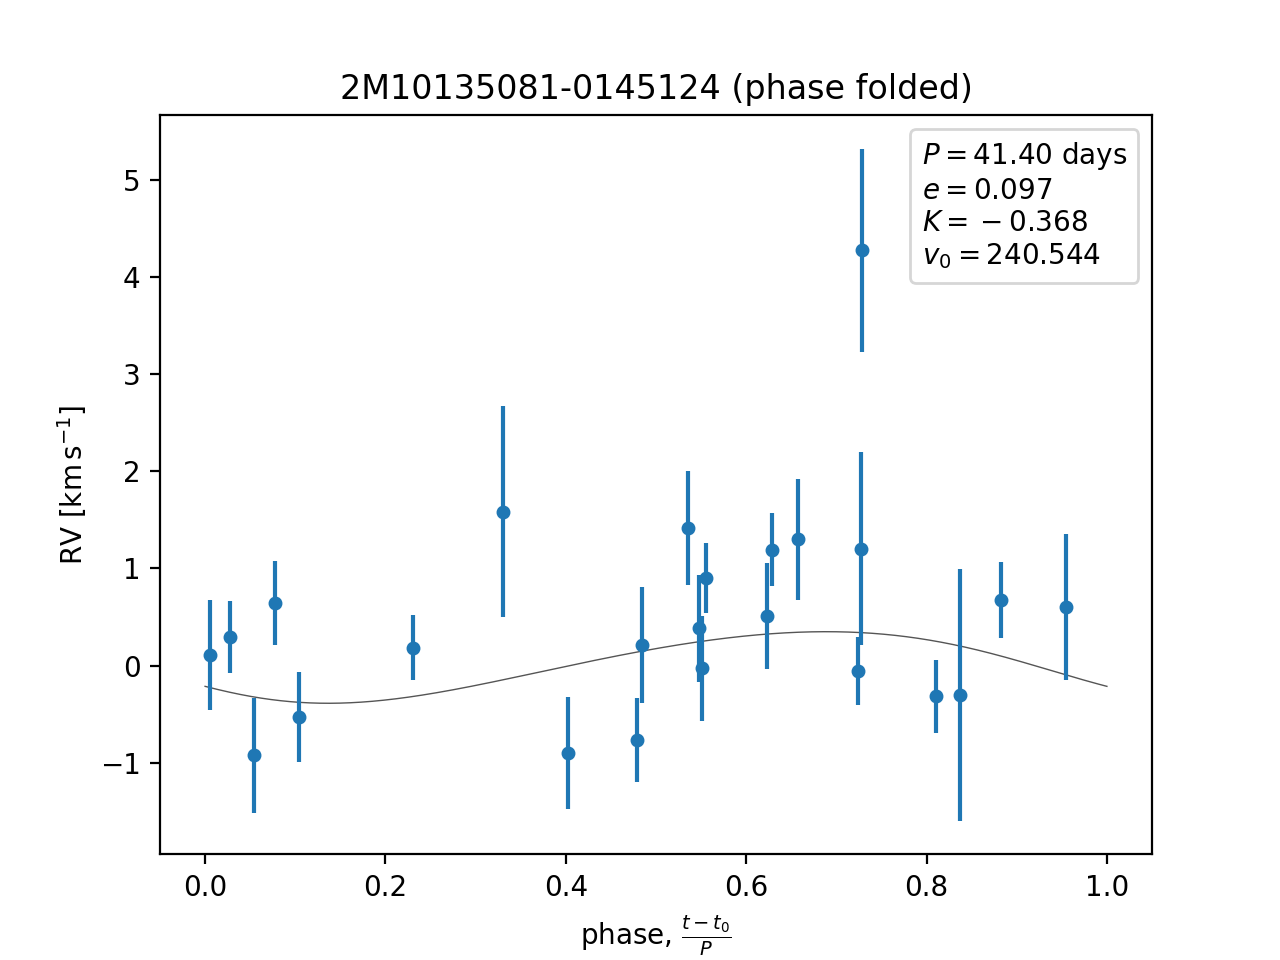 2M10135081-0145124 (phase folded)
P = 41.40 days
e = 0.097
K = −0.368
v₀ = 240.544
5
4
3
2
1
0
−1
RV [km s⁻¹]
0.0 0.2 0.4 0.6 0.8 1.0
phase, (t − t₀)/P